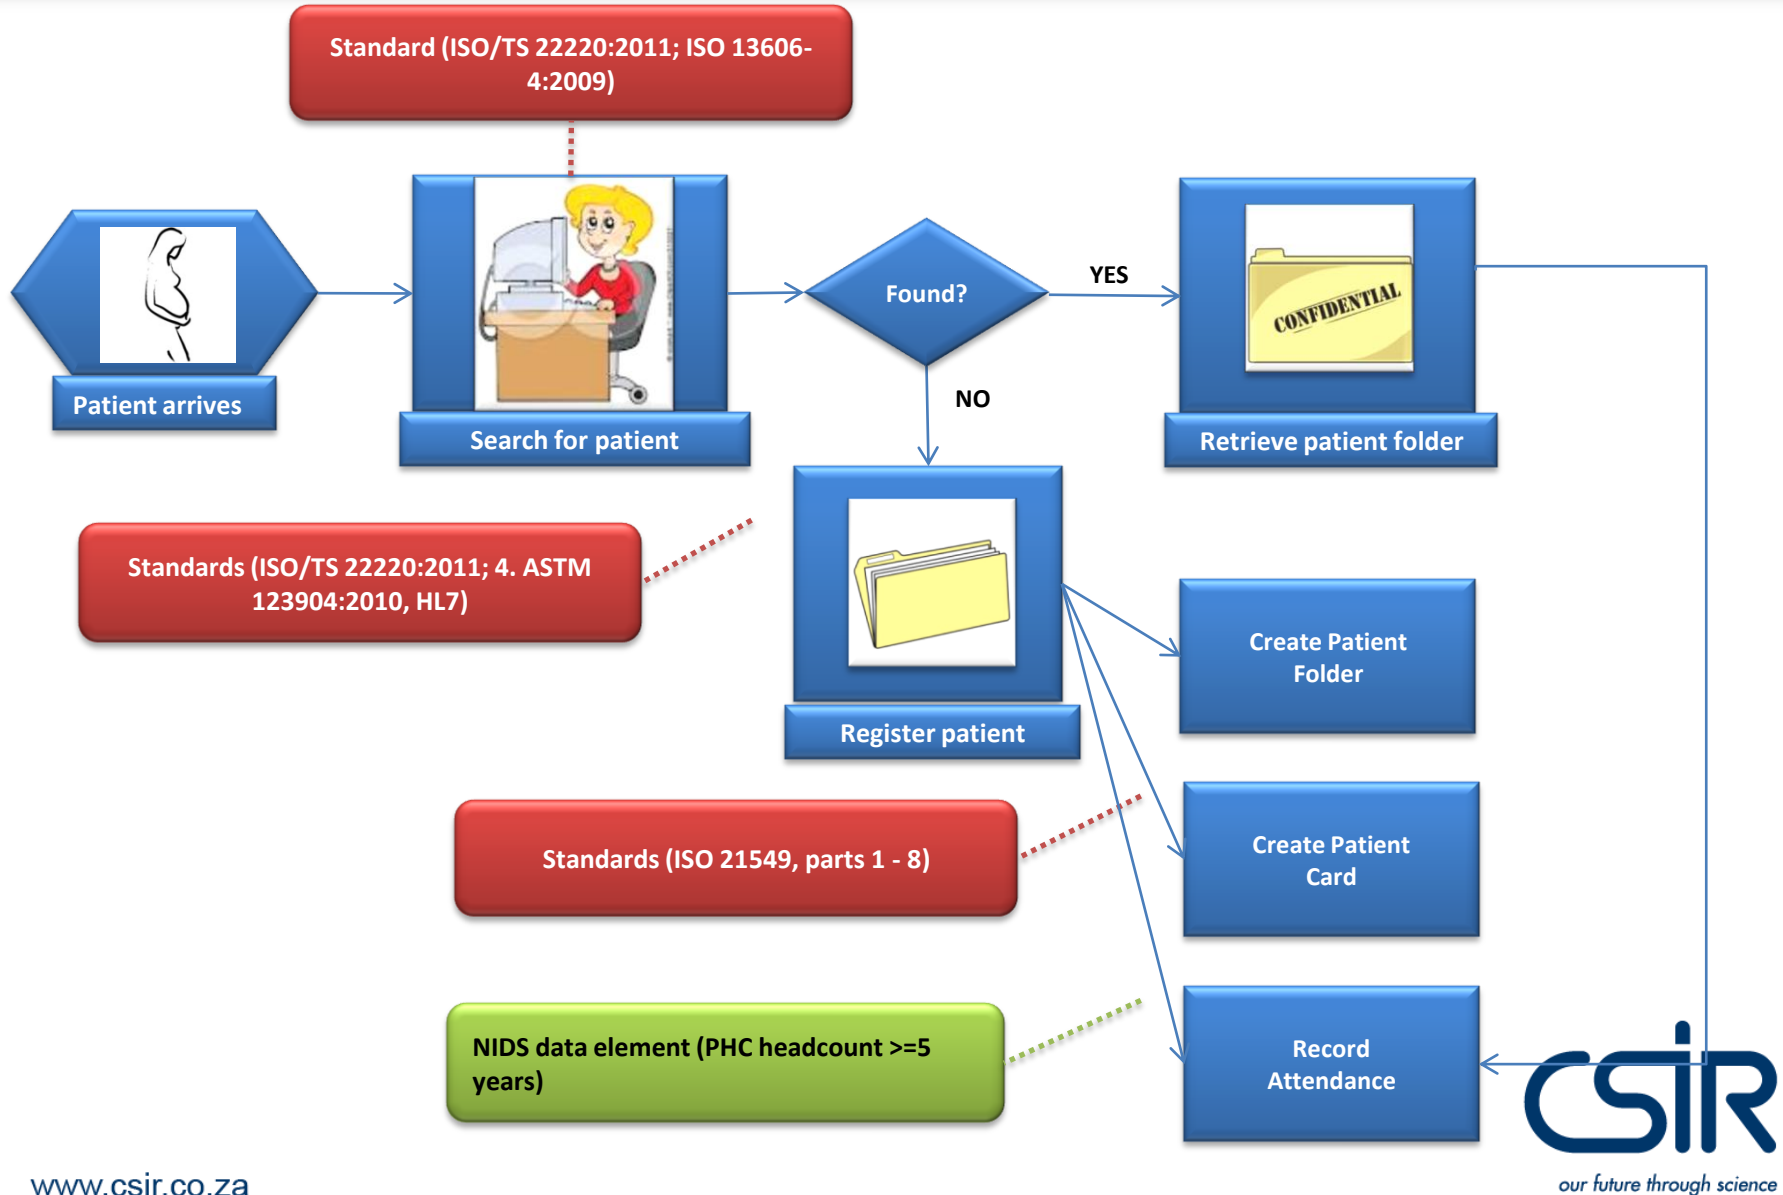 Standard (ISO/TS 22220:2011; ISO 13606-
4:2009)
Found?
YES
NO
CONFIDENTIAL
Patient arrives
Search for patient
Retrieve patient folder
Standards (ISO/TS 22220:2011; 4. ASTM
123904:2010, HL7)
Register patient
Create Patient
Folder
Standards (ISO 21549, parts 1 - 8)
Create Patient
Card
NIDS data element (PHC headcount >=5
years)
Record
Attendance
CSIR
our future through science
www.csir.co.za